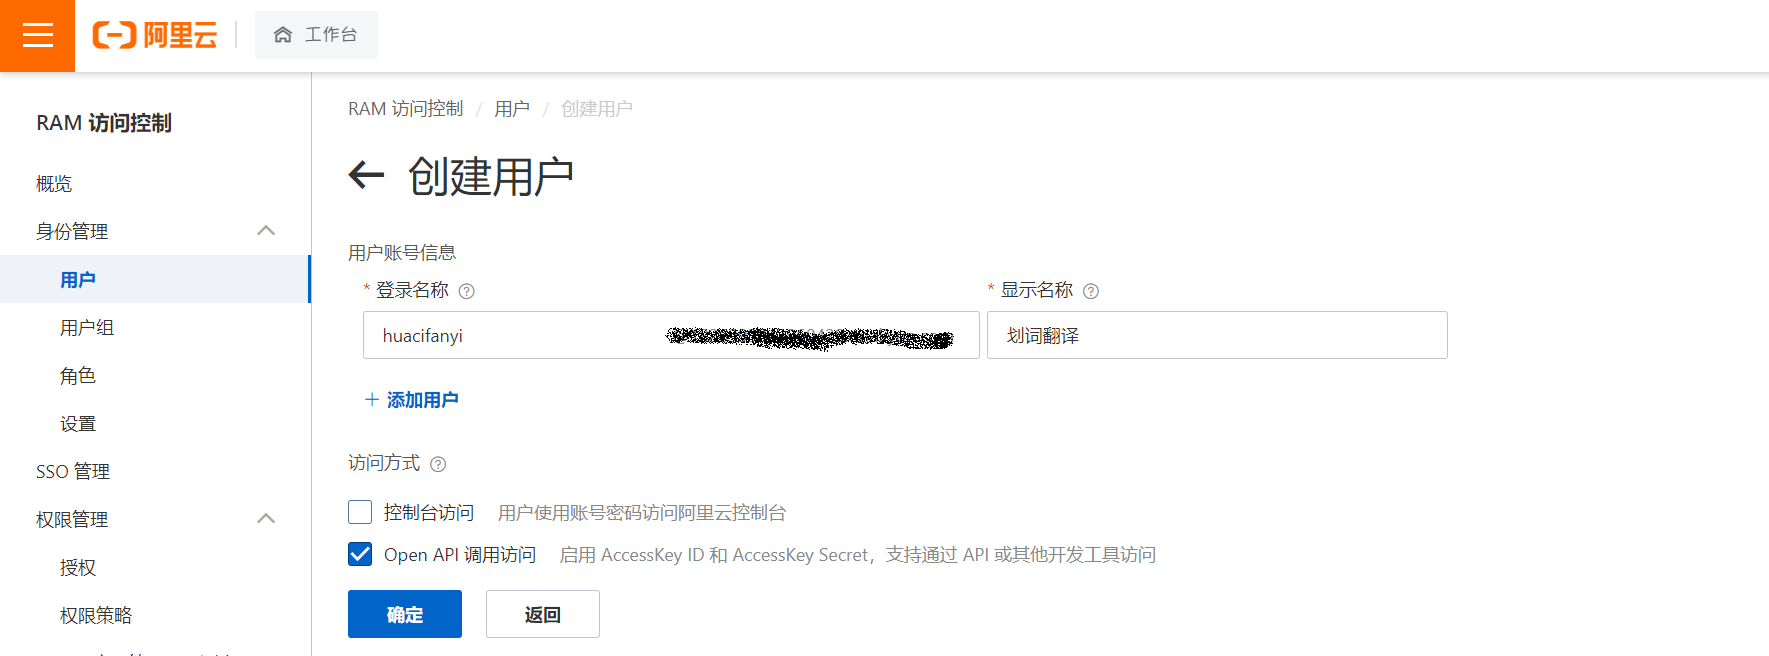 阿里云
工作台
RAM 访问控制
概览
身份管理
用户
用户组
角色
设置
SSO 管理
权限管理
授权
权限策略
RAM 访问控制 / 用户 / 创建用户
创建用户
用户账号信息
* 登录名称
* 显示名称
huacifanyi
划词翻译
+ 添加用户
访问方式
控制台访问 用户使用账号密码访问阿里云控制台
Open API 调用访问 启用 AccessKey ID 和 AccessKey Secret，支持通过 API 或其他开发工具访问
确定
返回